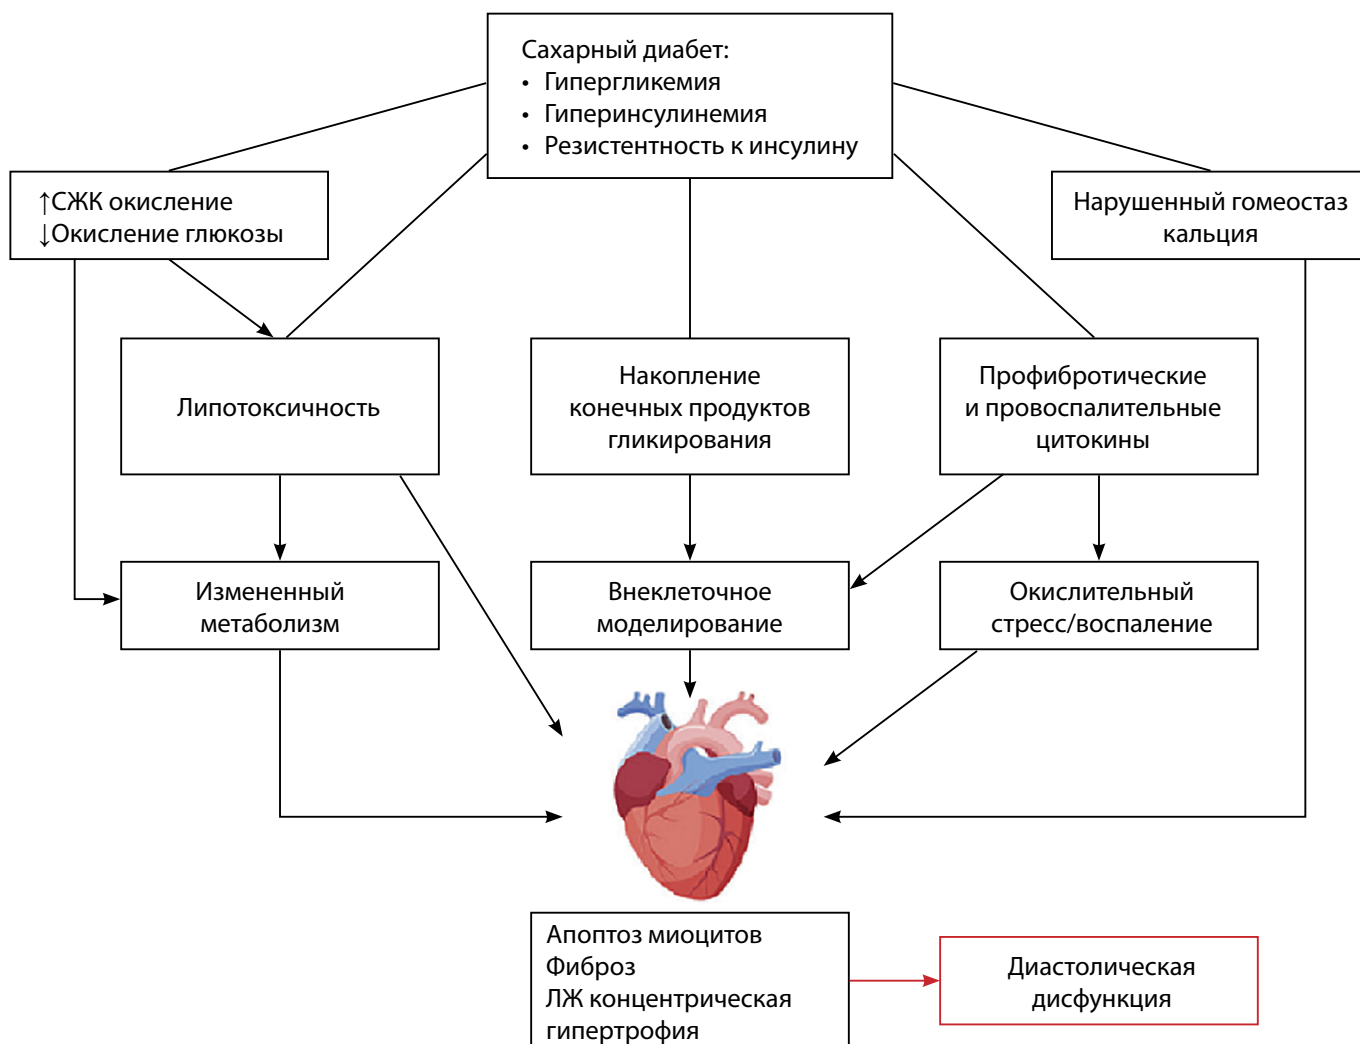 Сахарный диабет:
• Гипергликемия
• Гиперинсулинемия
• Резистентность к инсулину
↑СЖК окисление
↓Окисление глюкозы
Нарушенный гомеостаз
кальция
Липотоксичность
Накопление
конечных продуктов
гликирования
Профибротические
и провоспалительные
цитокины
Измененный
метаболизм
Внеклеточное
моделирование
Окислительный
стресс/воспаление
Апоптоз миоцитов
Фиброз
ЛЖ концентрическая
гипертрофия
Диастолическая
дисфункция